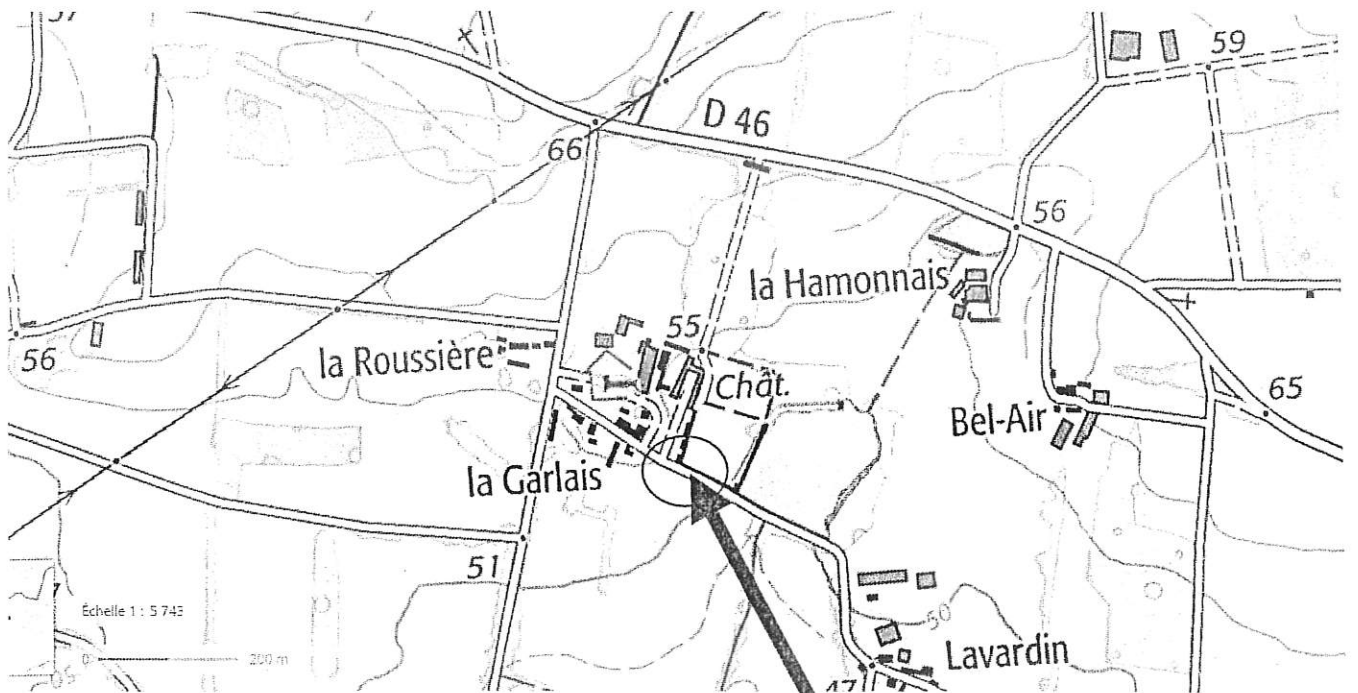 59
D 46
66
56
la Hamonnais
55
la Roussière
Chât.
56
65
Bel-Air
la Garlais
51
Échelle 1 : 5 743
50
0 200 m
Lavardin
47